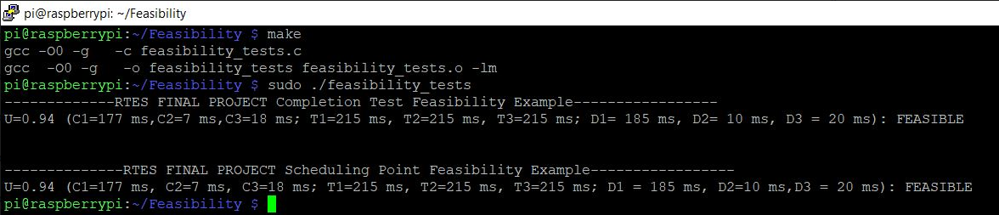 pi@raspberrypi: ~/Feasibility
pi@raspberrypi:~/Feasibility $ make
gcc -O0 -g   -c feasibility_tests.c
gcc  -O0 -g   -o feasibility_tests feasibility_tests.o -lm
pi@raspberrypi:~/Feasibility $ sudo ./feasibility_tests
-------------RTES FINAL PROJECT Completion Test Feasibility Example-----------------
U=0.94 (C1=177 ms,C2=7 ms,C3=18 ms; T1=215 ms, T2=215 ms, T3=215 ms; D1= 185 ms, D2= 10 ms, D3 = 20 ms): FEASIBLE
--------------RTES FINAL PROJECT Scheduling Point Feasibility Example-----------------
U=0.94 (C1=177 ms, C2=7 ms, C3=18 ms; T1=215 ms, T2=215 ms, T3=215 ms; D1 = 185 ms, D2=10 ms,D3 = 20 ms): FEASIBLE
pi@raspberrypi:~/Feasibility $